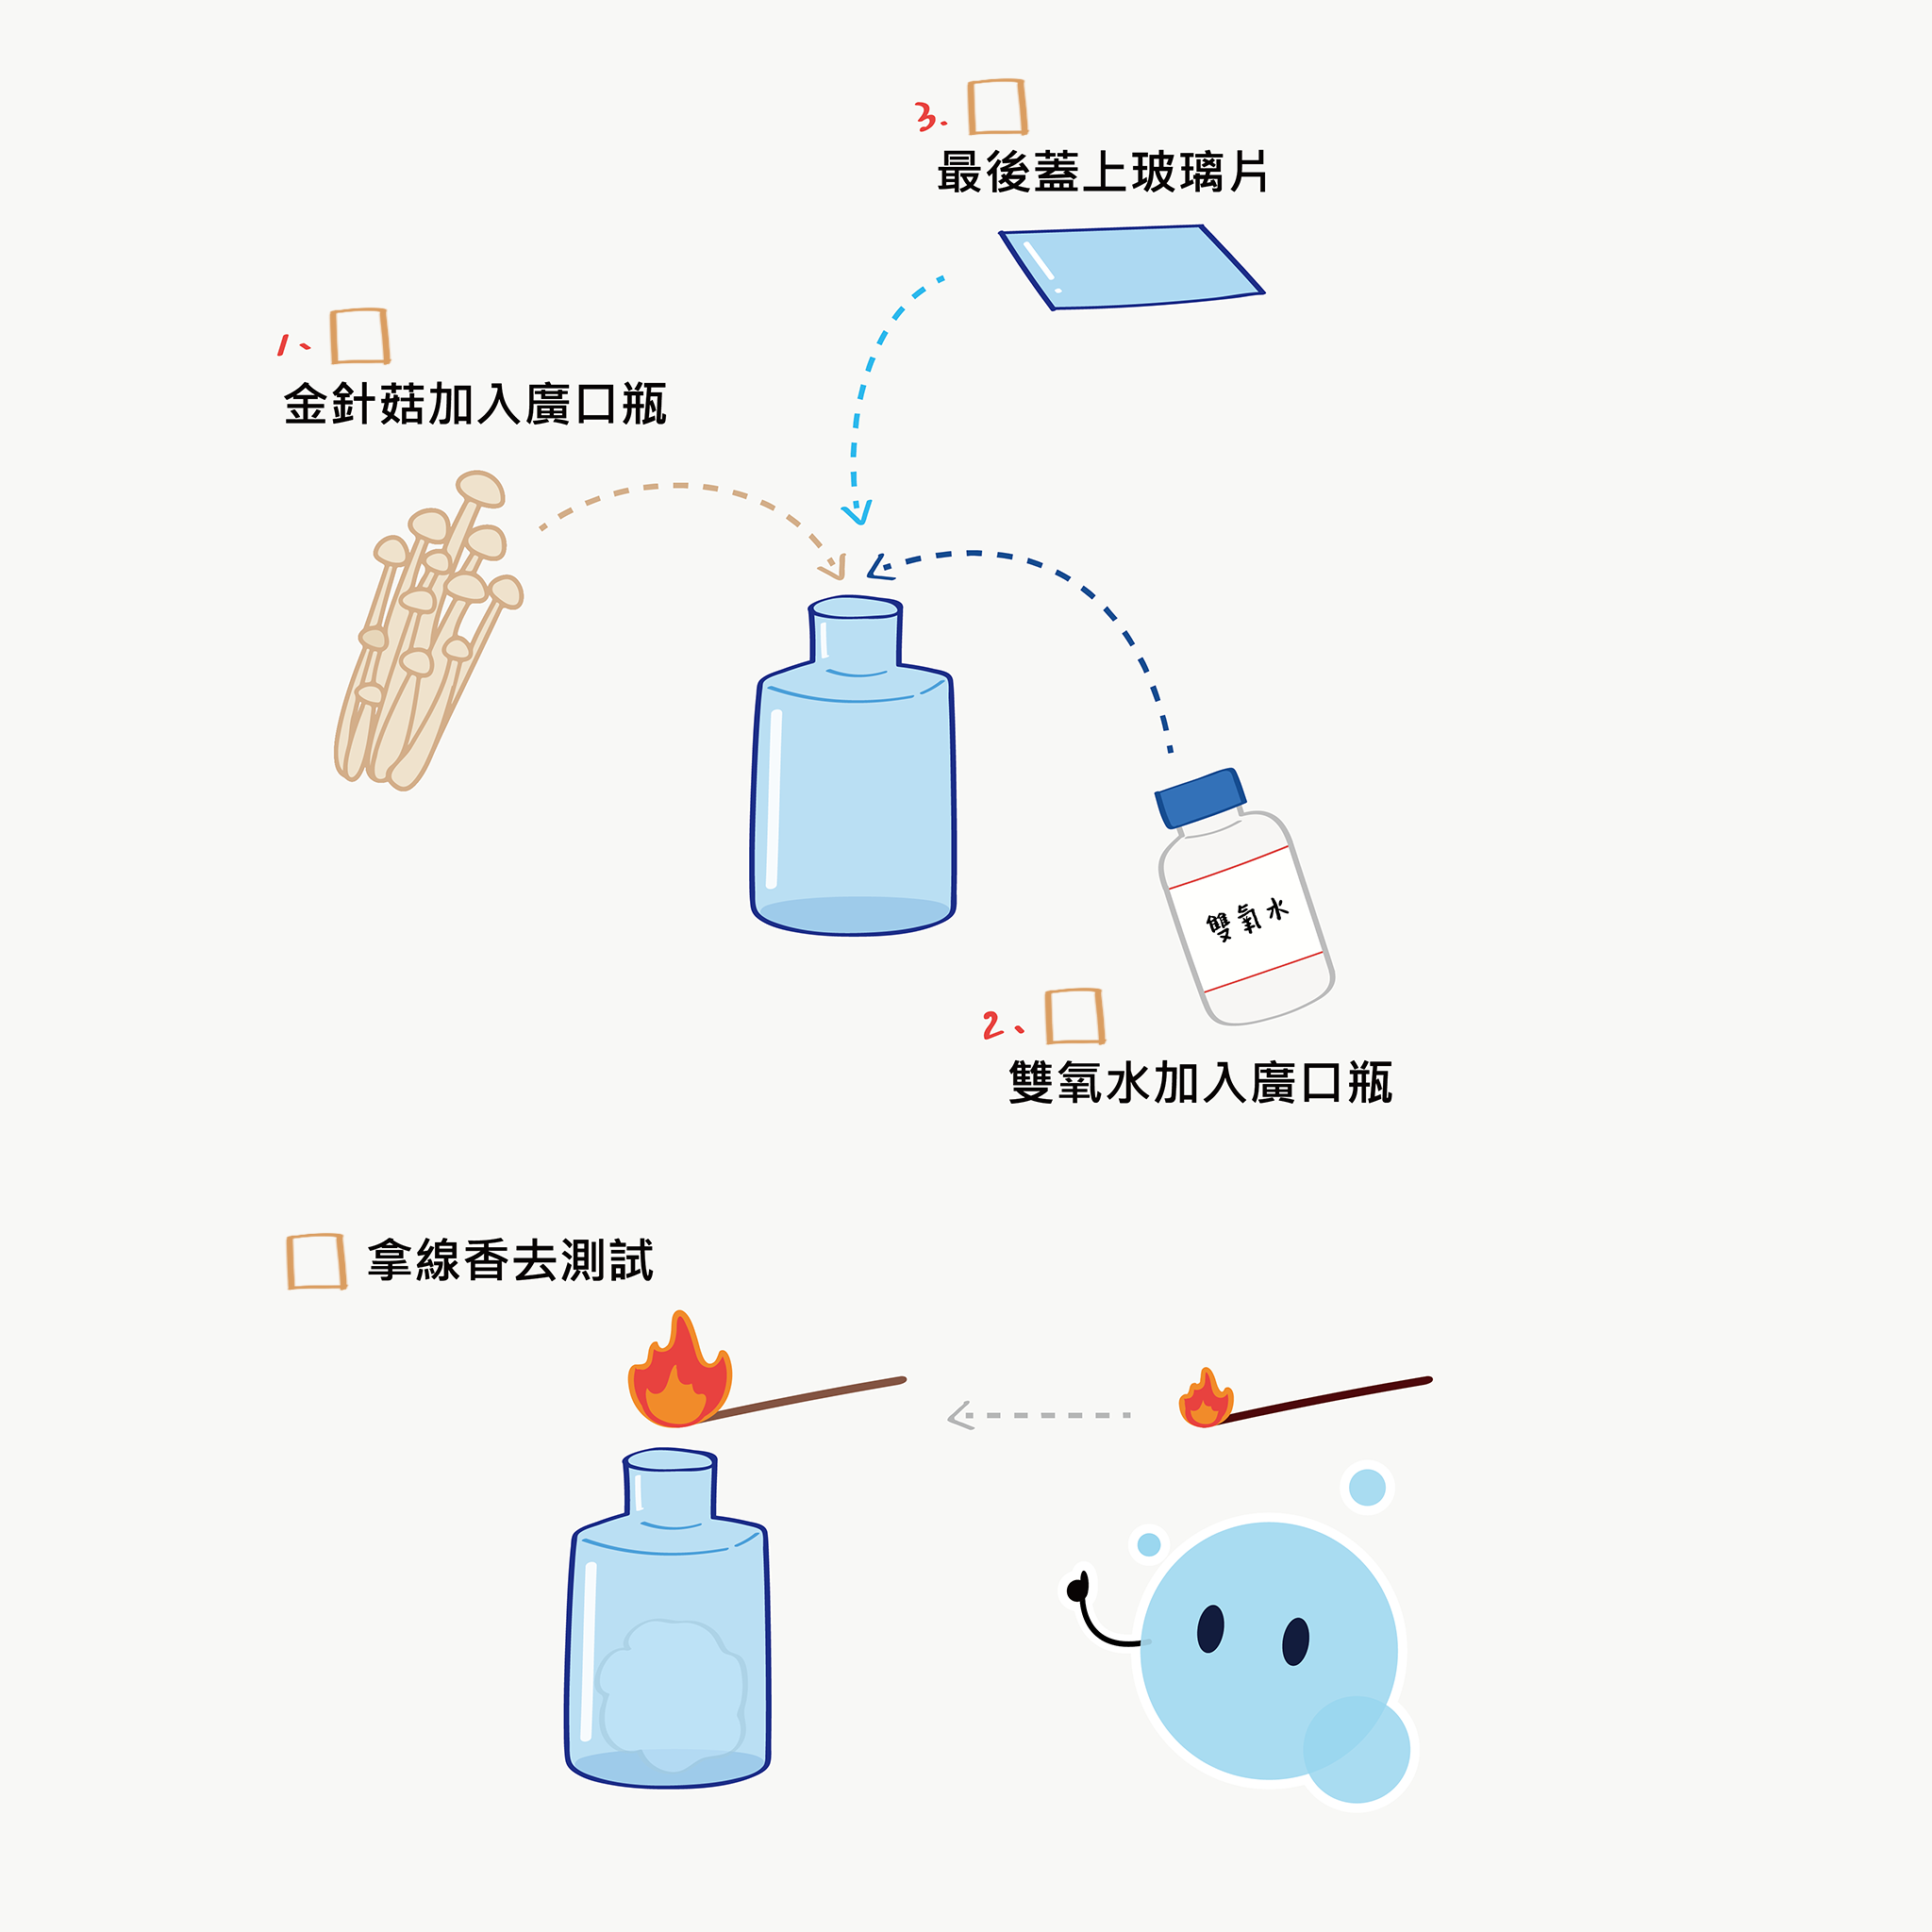 3.
最後蓋上玻璃片
1、
金針菇加入廣口瓶
雙氧水
2、
雙氧水加入廣口瓶
拿線香去測試